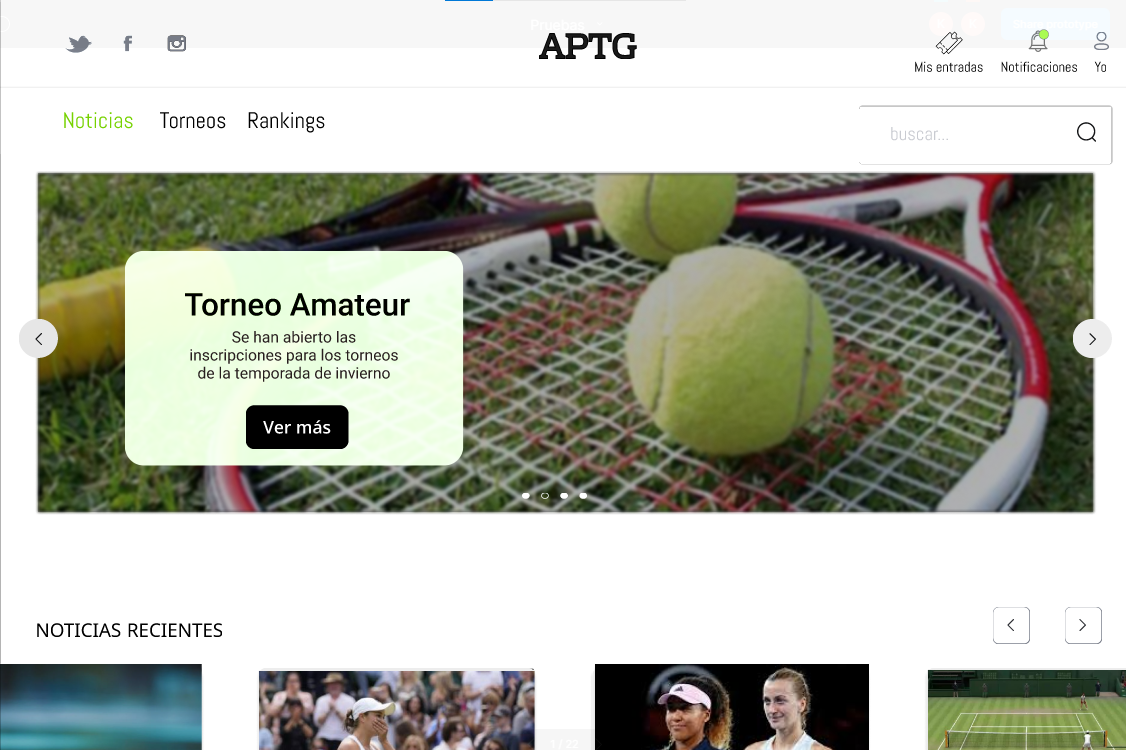 Pruebas
APTG
Mis entradas
Notificaciones
Yo
Noticias
Torneos
Rankings
buscar...
Torneo Amateur
Se han abierto las
inscripciones para los torneos
de la temporada de invierno
Ver más
NOTICIAS RECIENTES